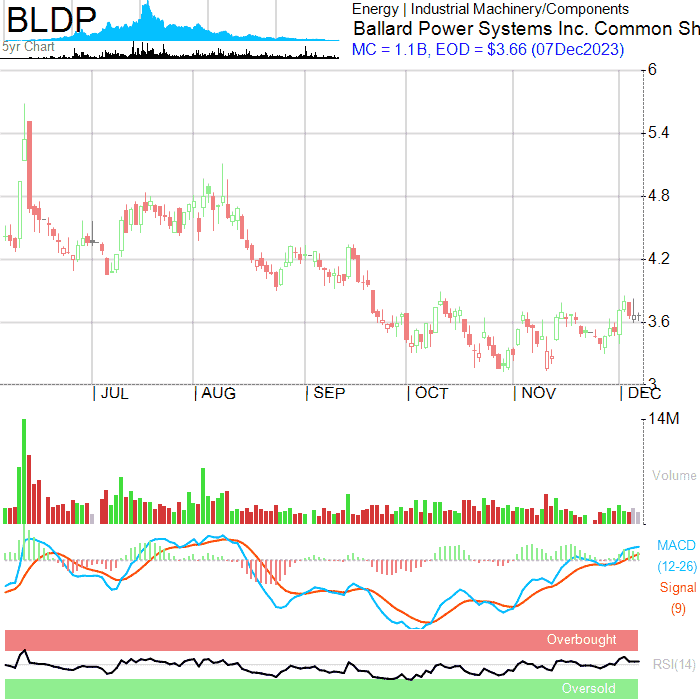 BLDP
5yr Chart
Energy | Industrial Machinery/Components
Ballard Power Systems Inc. Common Sh
MC = 1.1B, EOD = $3.66 (07Dec2023)
6
5.4
4.8
4.2
3.6
3
| JUL | AUG | SEP | OCT | NOV | DEC
14M
Volume
MACD
(12-26)
Signal
(9)
Overbought
RSI(14)
Oversold